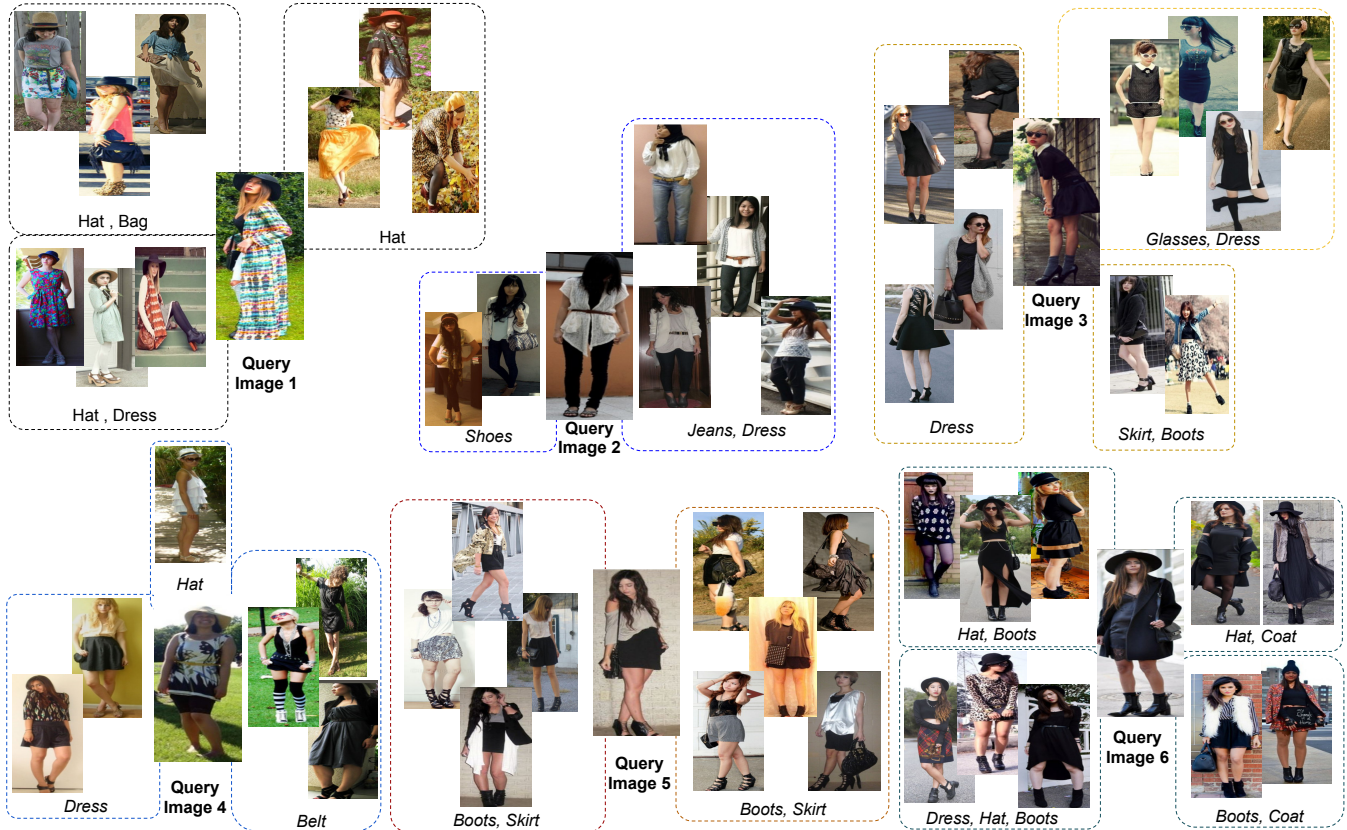 Hat , Bag
Hat
Glasses, Dress
Query
Image 3
Query
Image 1
Hat , Dress
Shoes
Query
Image 2
Jeans, Dress
Dress
Skirt, Boots
Hat
Hat, Boots
Hat, Coat
Dress
Query
Image 4
Belt
Boots, Skirt
Query
Image 5
Boots, Skirt
Dress, Hat, Boots
Query
Image 6
Boots, Coat